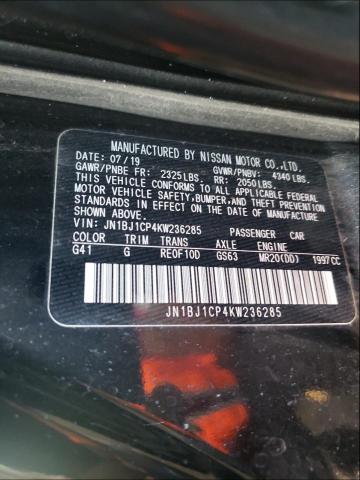 MANUFACTURED BY NISSAN MOTOR CO.,LTD.
DATE: 07/19 GVWR/PNBV: 4340 LBS.
GAWR/PNBE FR: 2325 LBS. RR: 2050 LBS.
THIS VEHICLE CONFORMS TO ALL APPLICABLE FEDERAL
MOTOR VEHICLE SAFETY, BUMPER, AND THEFT PREVENTION
STANDARDS IN EFFECT ON THE DATE OF MANUFACTURE
SHOWN ABOVE.
VIN: JN1BJ1CP4KW236285 PASSENGER CAR
COLOR TRIM TRANS AXLE ENGINE
G41 G RE0F10D GS63 MR20(DD) 1997CC
JN1BJ1CP4KW236285